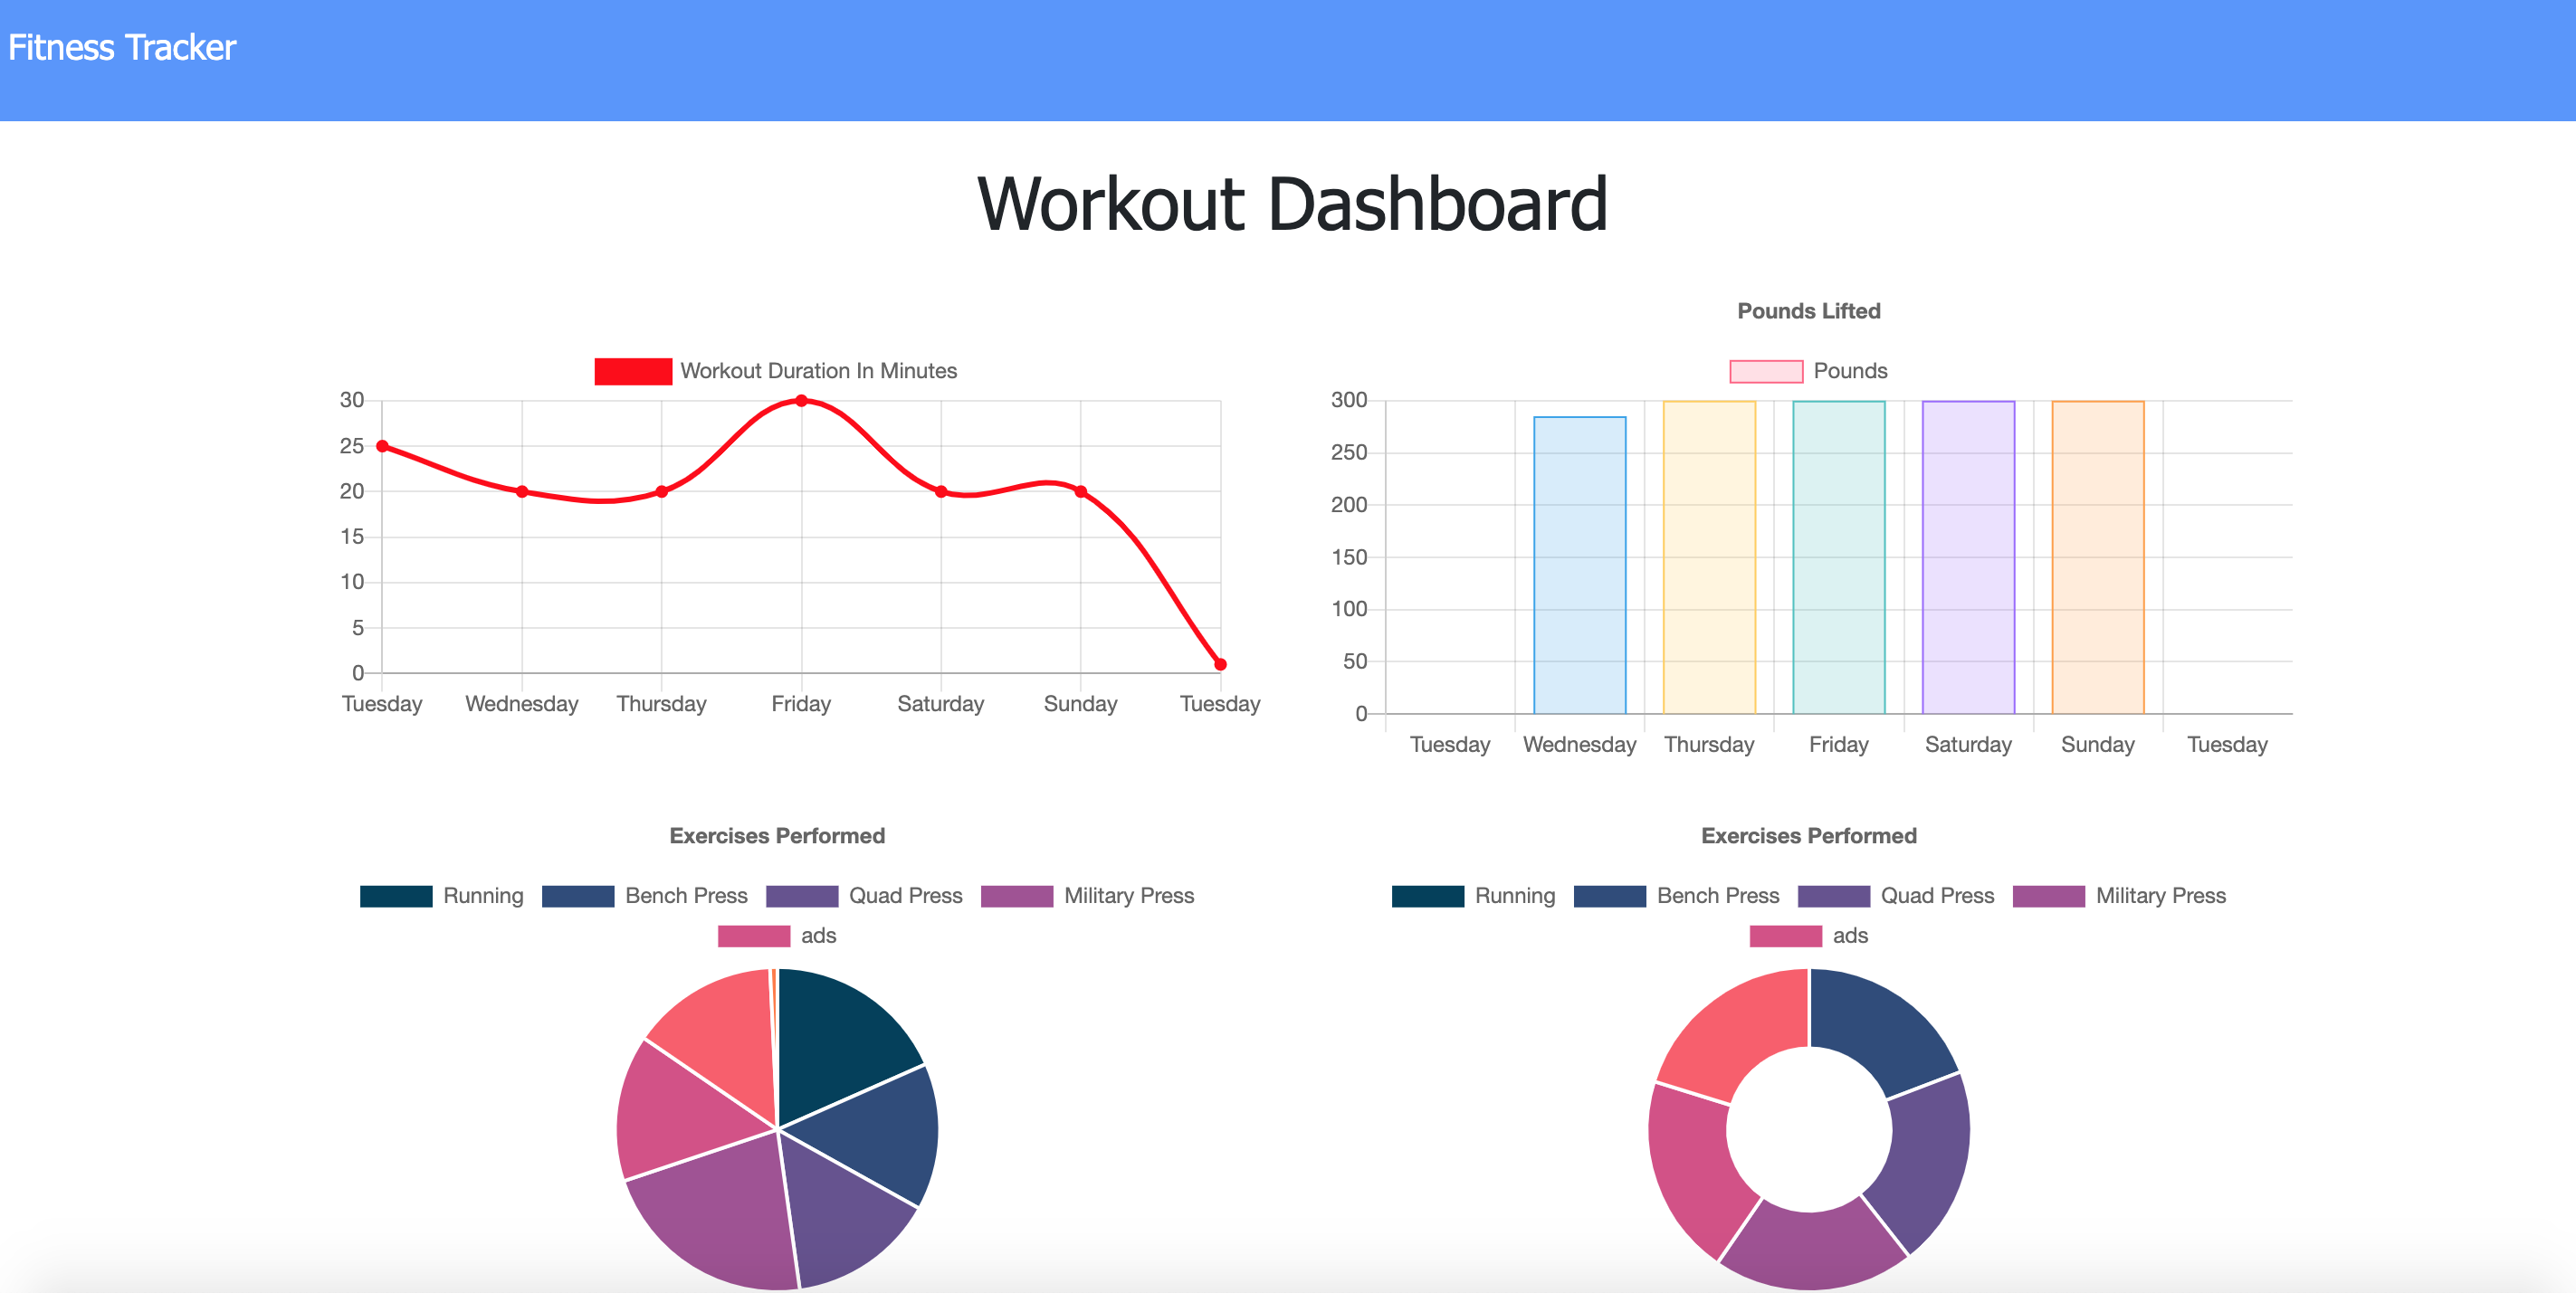 Fitness Tracker
Workout Dashboard
Workout Duration In Minutes
30
25
20
15
10
5
0
Tuesday Wednesday Thursday Friday Saturday Sunday Tuesday
Pounds Lifted
Pounds
300
250
200
150
100
50
0
Tuesday Wednesday Thursday Friday Saturday Sunday Tuesday
Exercises Performed
Running Bench Press Quad Press Military Press
ads
Exercises Performed
Running Bench Press Quad Press Military Press
ads